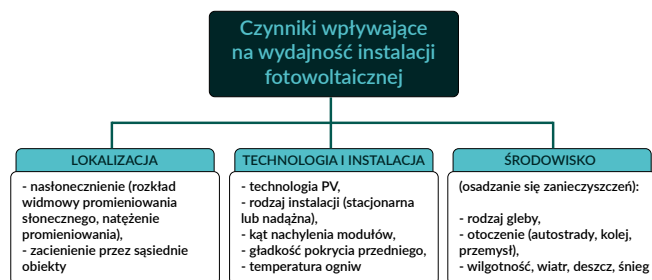 Czynniki wpływające
na wydajność instalacji
fotowoltaicznej
LOKALIZACJA
- nasłonecznienie (rozkład
widmowy promieniowania
słonecznego, natężenie
promieniowania),
- zacienienie przez sąsiednie
obiekty
TECHNOLOGIA I INSTALACJA
- technologia PV,
- rodzaj instalacji (stacjonarna
lub nadążna),
- kąt nachylenia modułów,
- gładkość pokrycia przedniego,
- temperatura ogniw
ŚRODOWISKO
(osadzanie się zanieczyszczeń):
- rodzaj gleby,
- otoczenie (autostrady, kolej,
przemysł),
- wilgotność, wiatr, deszcz, śnieg